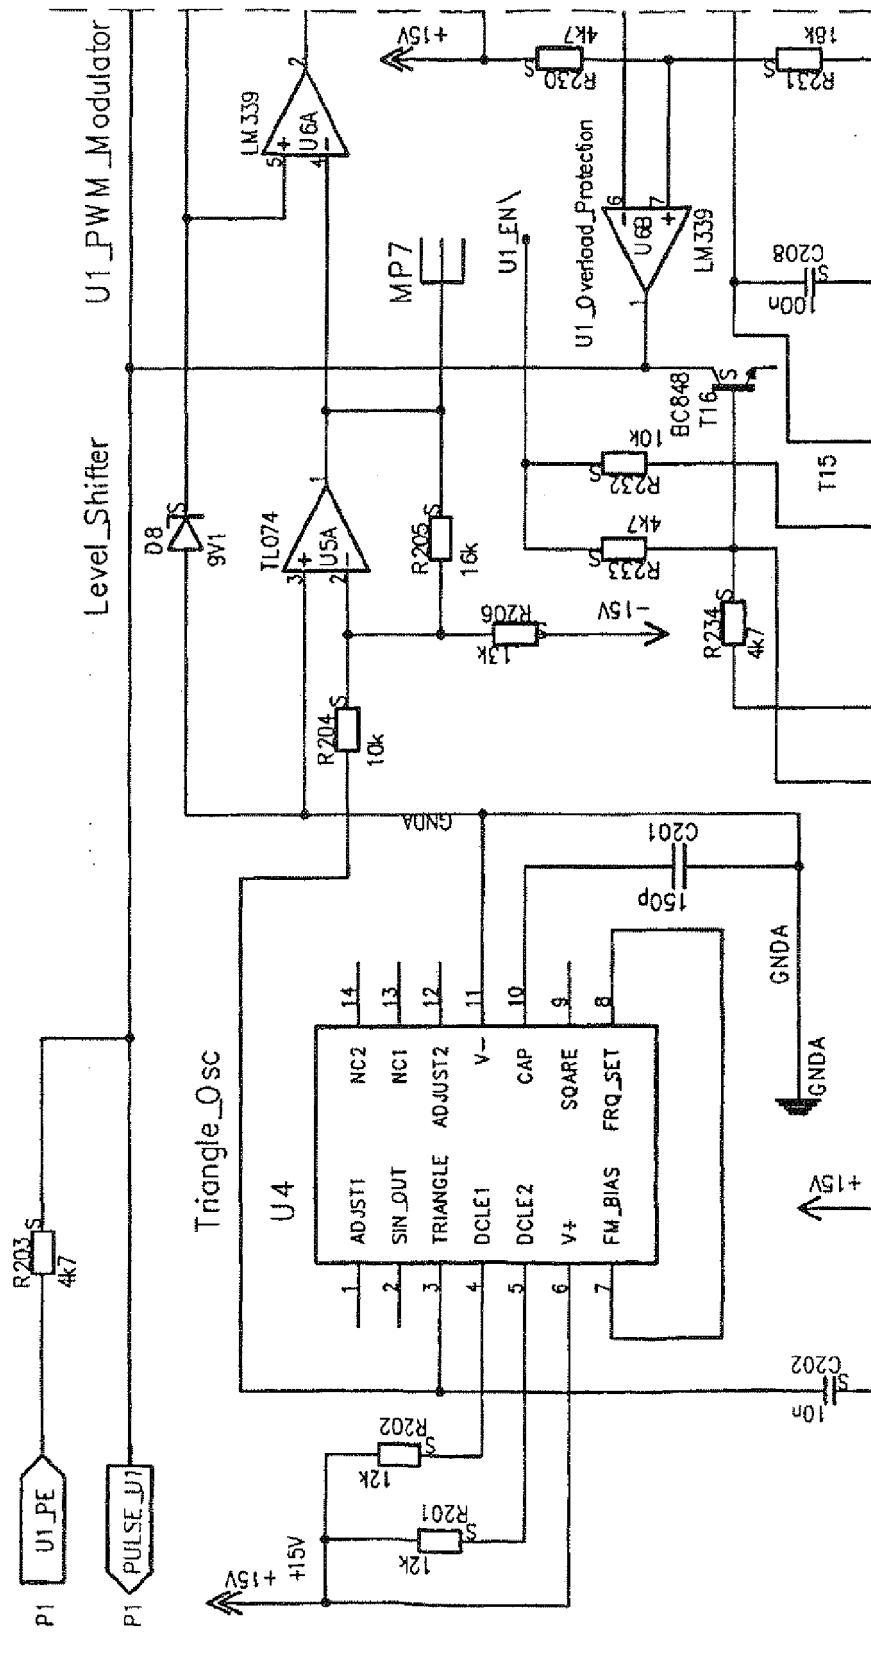 U1_PWM_Modulator
Level_Shifter
LM339
U6A
5
4
2
+
-
+15V
4k7
S
R230
18k
S
R231
MP7
U1_EN\
U1_Overload_Protection
6
7
-
+
U6B
LM339
1
C208
S
100n
D8
S
9V1
TL074
3
2
+
-
U5A
1
R205
S
16k
BC848
T16
S
10k
S
R232
T15
4k7
S
R233
R206
13k
-15V
R234
S
4k7
R204
S
10k
GNDA
C201
150p
GNDA
GNDA
Triangle_Osc
U4
14
13
12
11
10
9
8
NC2
NC1
ADJUST2
V-
CAP
SQARE
FRQ_SET
ADJST1
SIN_OUT
TRIANGLE
DCLE1
DCLE2
V+
FM_BIAS
1
2
3
4
5
6
7
R203
S
4k7
+15V
C202
S
10n
R202
S
12k
R201
S
12k
+15V
+15V
U1_PE
PULSE_U1
P1
P1